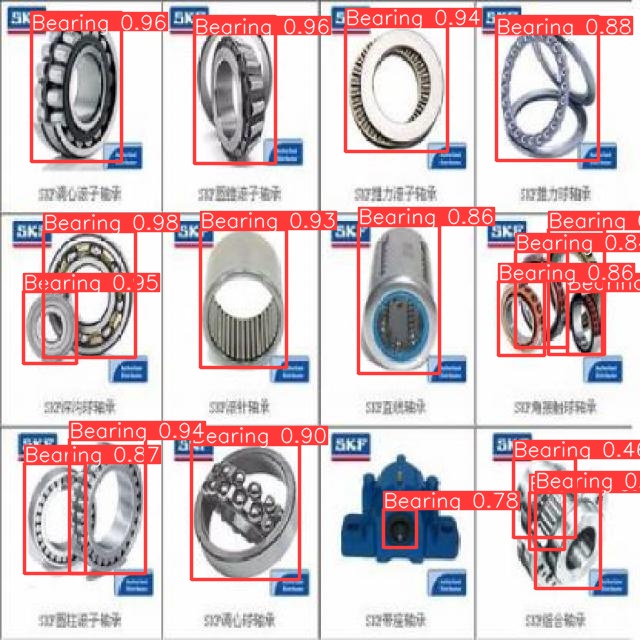 SKF
Bearing 0.96
SKF
Bearing 0.96
SKF
Bearing 0.94
Bearing 0.88
SKF调心滚子轴承
SKF圆锥滚子轴承
SKF推力滚子轴承
SKF推力球轴承
SKF
Bearing 0.98
Bearing 0.95
SKF
Bearing 0.93
SKF
Bearing 0.86
SKF
Bearing
Bearing 0.8
Bearing 0.86
SKF深沟球轴承
SKF滚针轴承
SKF直线轴承
SKF角接触球轴承
Bearing 0.94
Bearing 0.87
Bearing 0.90
SKF
Bearing 0.78
SKF
Bearing 0.46
Bearing 0.
SKF圆柱滚子轴承
SKF调心球轴承
SKF带座轴承
SKF组合轴承